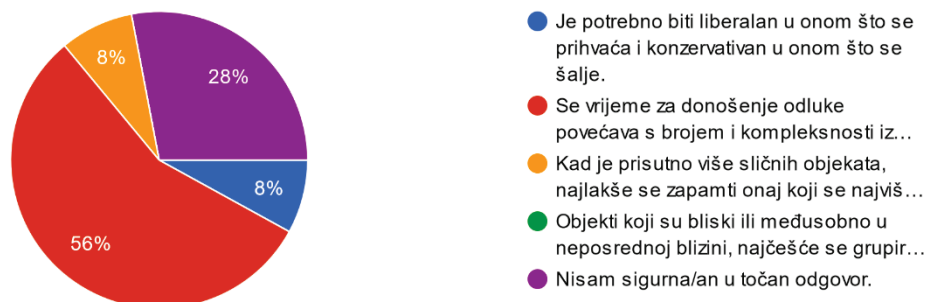 8%
28%
8%
56%
Je potrebno biti liberalan u onom što se
prihvaća i konzervativan u onom što se
šalje.
Se vrijeme za donošenje odluke
povećava s brojem i kompleksnosti iz…
Kad je prisutno više sličnih objekata,
najlakše se zapamti onaj koji se najviš…
Objekti koji su bliski ili međusobno u
neposrednoj blizini, najčešće se grupir…
Nisam sigurna/an u točan odgovor.